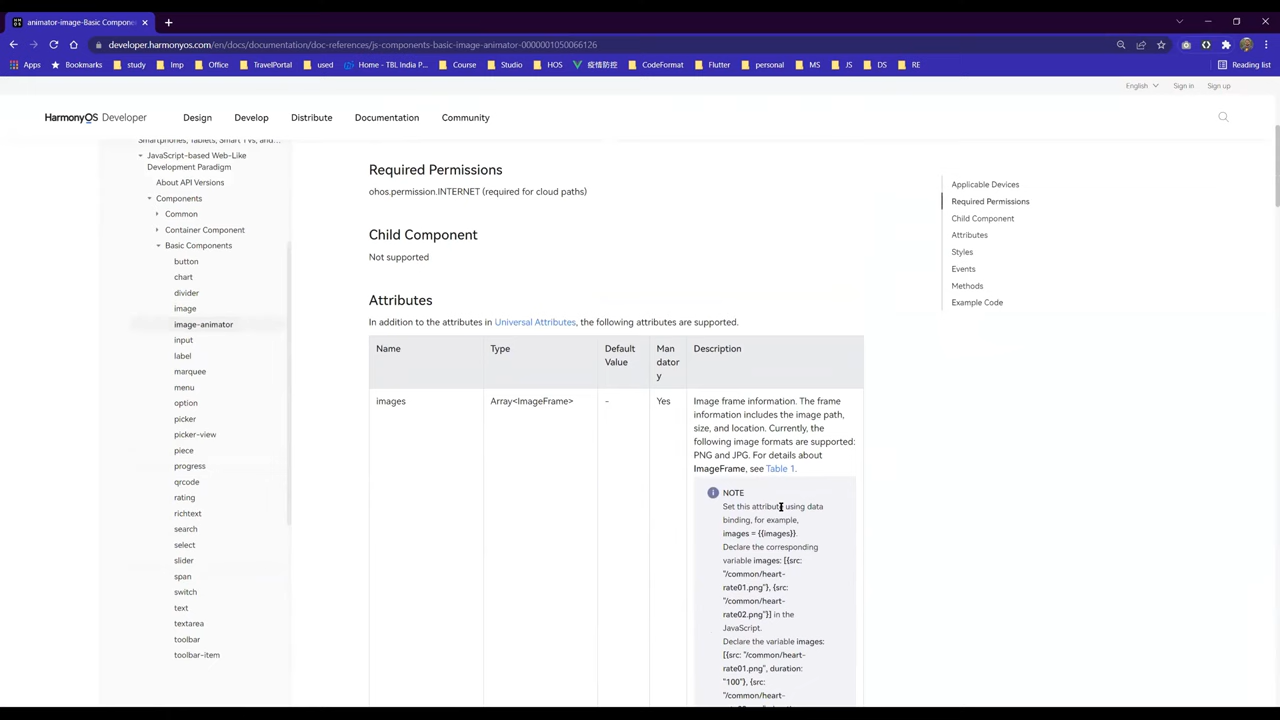 animator-image-Basic Compone
developer.harmonyos.com/en/docs/documentation/doc-references/js-components-basic-image-animator-0000001050066126
Apps
Bookmarks
study
Imp
Office
TravelPortal
used
Home - TBL India P...
Course
Studio
HOS
疫情防控
CodeFormat
Flutter
personal
MS
JS
DS
RE
Reading list
English
Sign in
Sign up
HarmonyOS Developer
Design
Develop
Distribute
Documentation
Community
Smartphones, Tablets, Smart TVs, and...
JavaScript-based Web-Like
Development Paradigm
About API Versions
Components
Common
Container Component
Basic Components
button
chart
divider
image
image-animator
input
label
marquee
menu
option
picker
picker-view
piece
progress
qrcode
rating
richtext
search
select
slider
span
switch
text
textarea
toolbar
toolbar-item
Required Permissions
ohos.permission.INTERNET (required for cloud paths)
Child Component
Not supported
Attributes
In addition to the attributes in Universal Attributes, the following attributes are supported.
Name
Type
Default
Value
Man
dator
y
Description
images
Array<ImageFrame>
-
Yes
Image frame information. The frame
information includes the image path,
size, and location. Currently, the
following image formats are supported:
PNG and JPG. For details about
ImageFrame, see Table 1.
NOTE
Set this attribute using data
binding, for example,
images = {{images}}.
Declare the corresponding
variable images: [{src:
"/common/heart-
rate01.png"}, {src:
"/common/heart-
rate02.png"}] in the
JavaScript.
Declare the variable images:
[{src: "/common/heart-
rate01.png", duration:
"100"}, {src:
"/common/heart-
Applicable Devices
Required Permissions
Child Component
Attributes
Styles
Events
Methods
Example Code